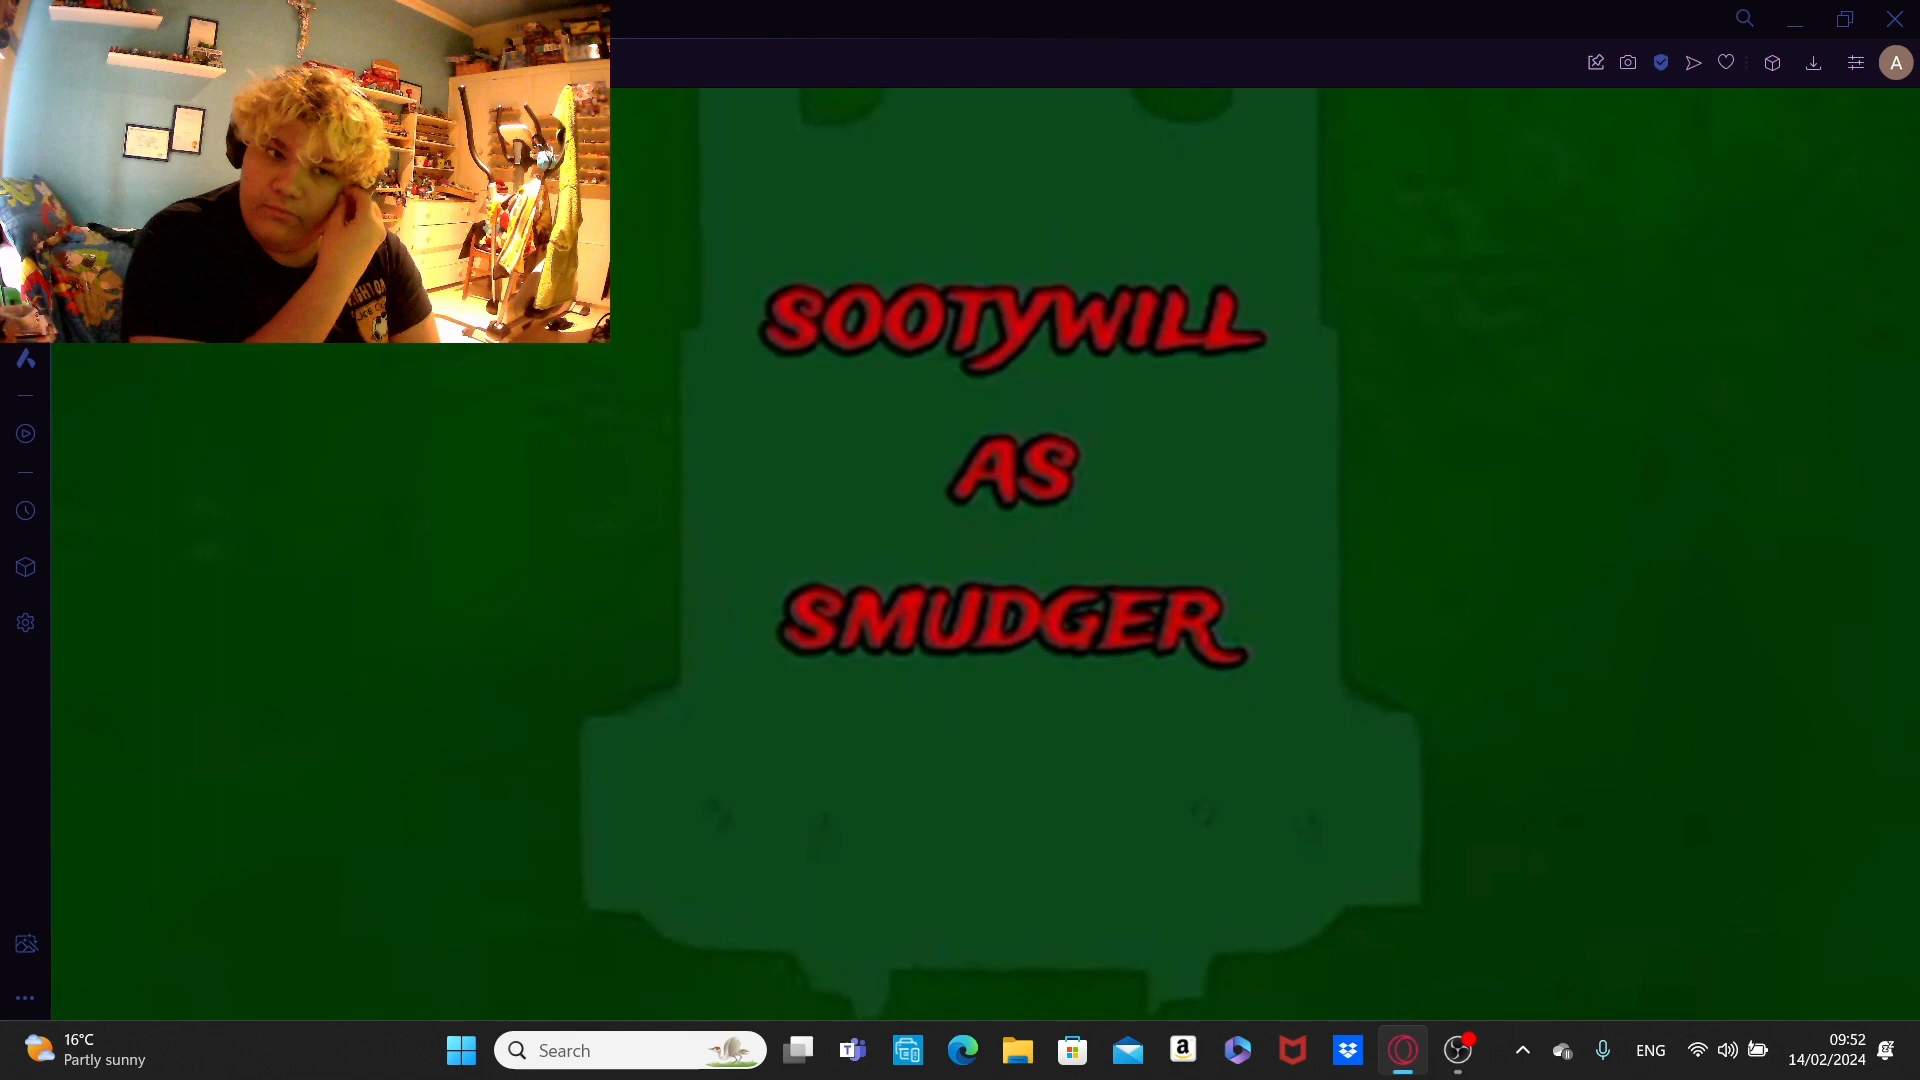 A
SOOTYWILL
AS
SMUDGER
16°C
Partly sunny
Search
ENG
09:52
14/02/2024